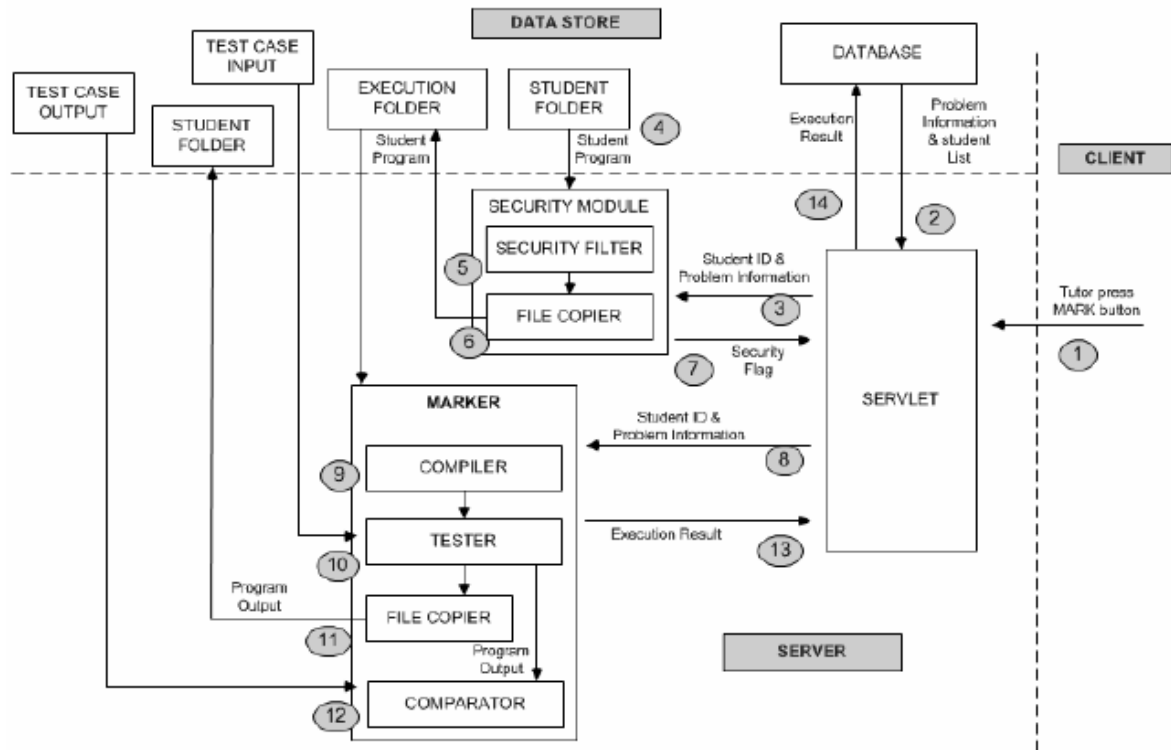 DATA STORE
TEST CASE
INPUT
TEST CASE
OUTPUT
STUDENT
FOLDER
EXECUTION
FOLDER
STUDENT
FOLDER
4
DATABASE
Student
Program
Student
Program
Execution
Result
Problem
Information
& student
List
CLIENT
14
2
SECURITY MODULE
SECURITY FILTER
5
FILE COPIER
6
Student ID &
Problem Information
3
7
Security
Flag
Tutor press
MARK button
1
SERVLET
MARKER
Student ID &
Problem Information
8
9
COMPILER
TESTER
10
Execution Result
13
Program
Output
FILE COPIER
11
Program
Output
SERVER
COMPARATOR
12